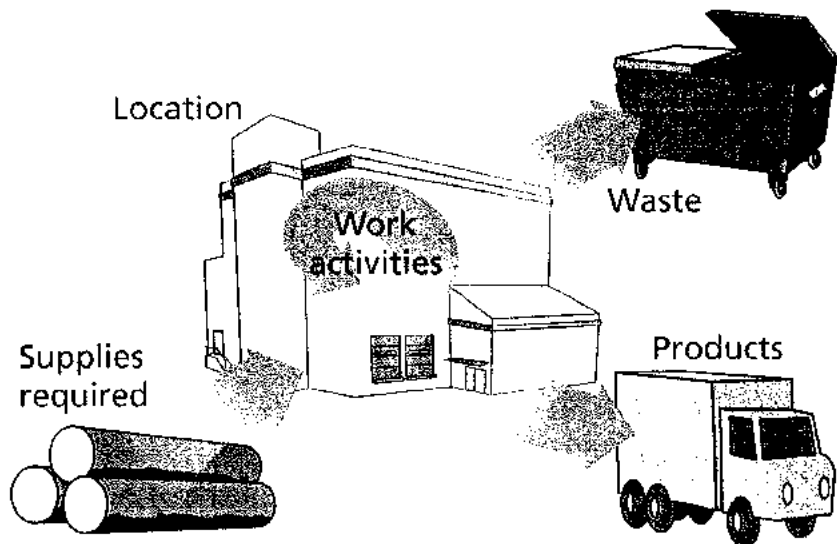 Location
Waste
Work
activities
Supplies
required
Products